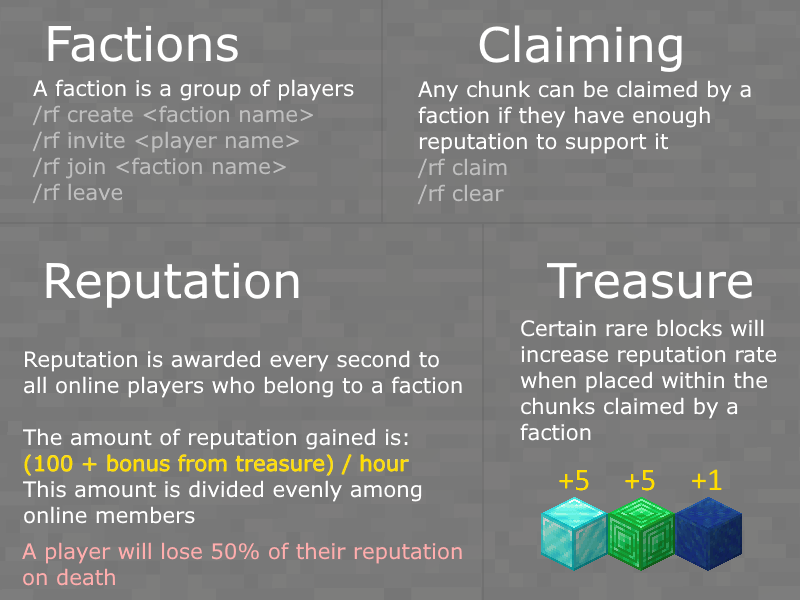 Factions
A faction is a group of players
/rf create <faction name>
/rf invite <player name>
/rf join <faction name>
/rf leave
Claiming
Any chunk can be claimed by a
faction if they have enough
reputation to support it
/rf claim
/rf clear
Reputation
Reputation is awarded every second to
all online players who belong to a faction
The amount of reputation gained is:
(100 + bonus from treasure) / hour
This amount is divided evenly among
online members
A player will lose 50% of their reputation
on death
Treasure
Certain rare blocks will
increase reputation rate
when placed within the
chunks claimed by a
faction
+5 +5 +1